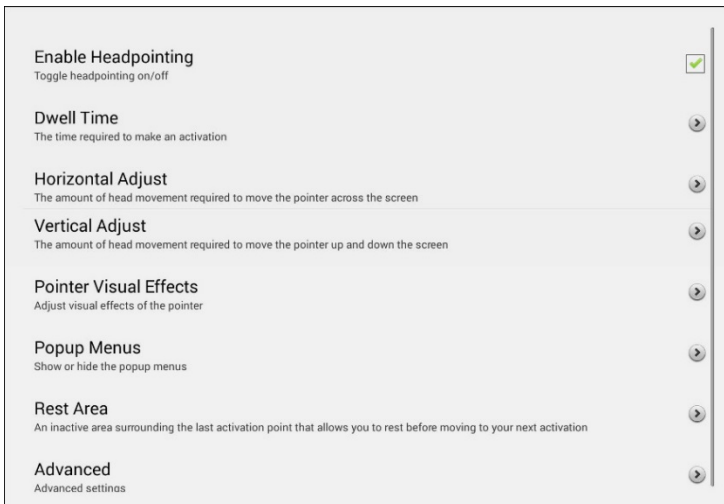 Enable Headpointing
Toggle headpointing on/off
Dwell Time
The time required to make an activation
Horizontal Adjust
The amount of head movement required to move the pointer across the screen
Vertical Adjust
The amount of head movement required to move the pointer up and down the screen
Pointer Visual Effects
Adjust visual effects of the pointer
Popup Menus
Show or hide the popup menus
Rest Area
An inactive area surrounding the last activation point that allows you to rest before moving to your next activation
Advanced
Advanced settings